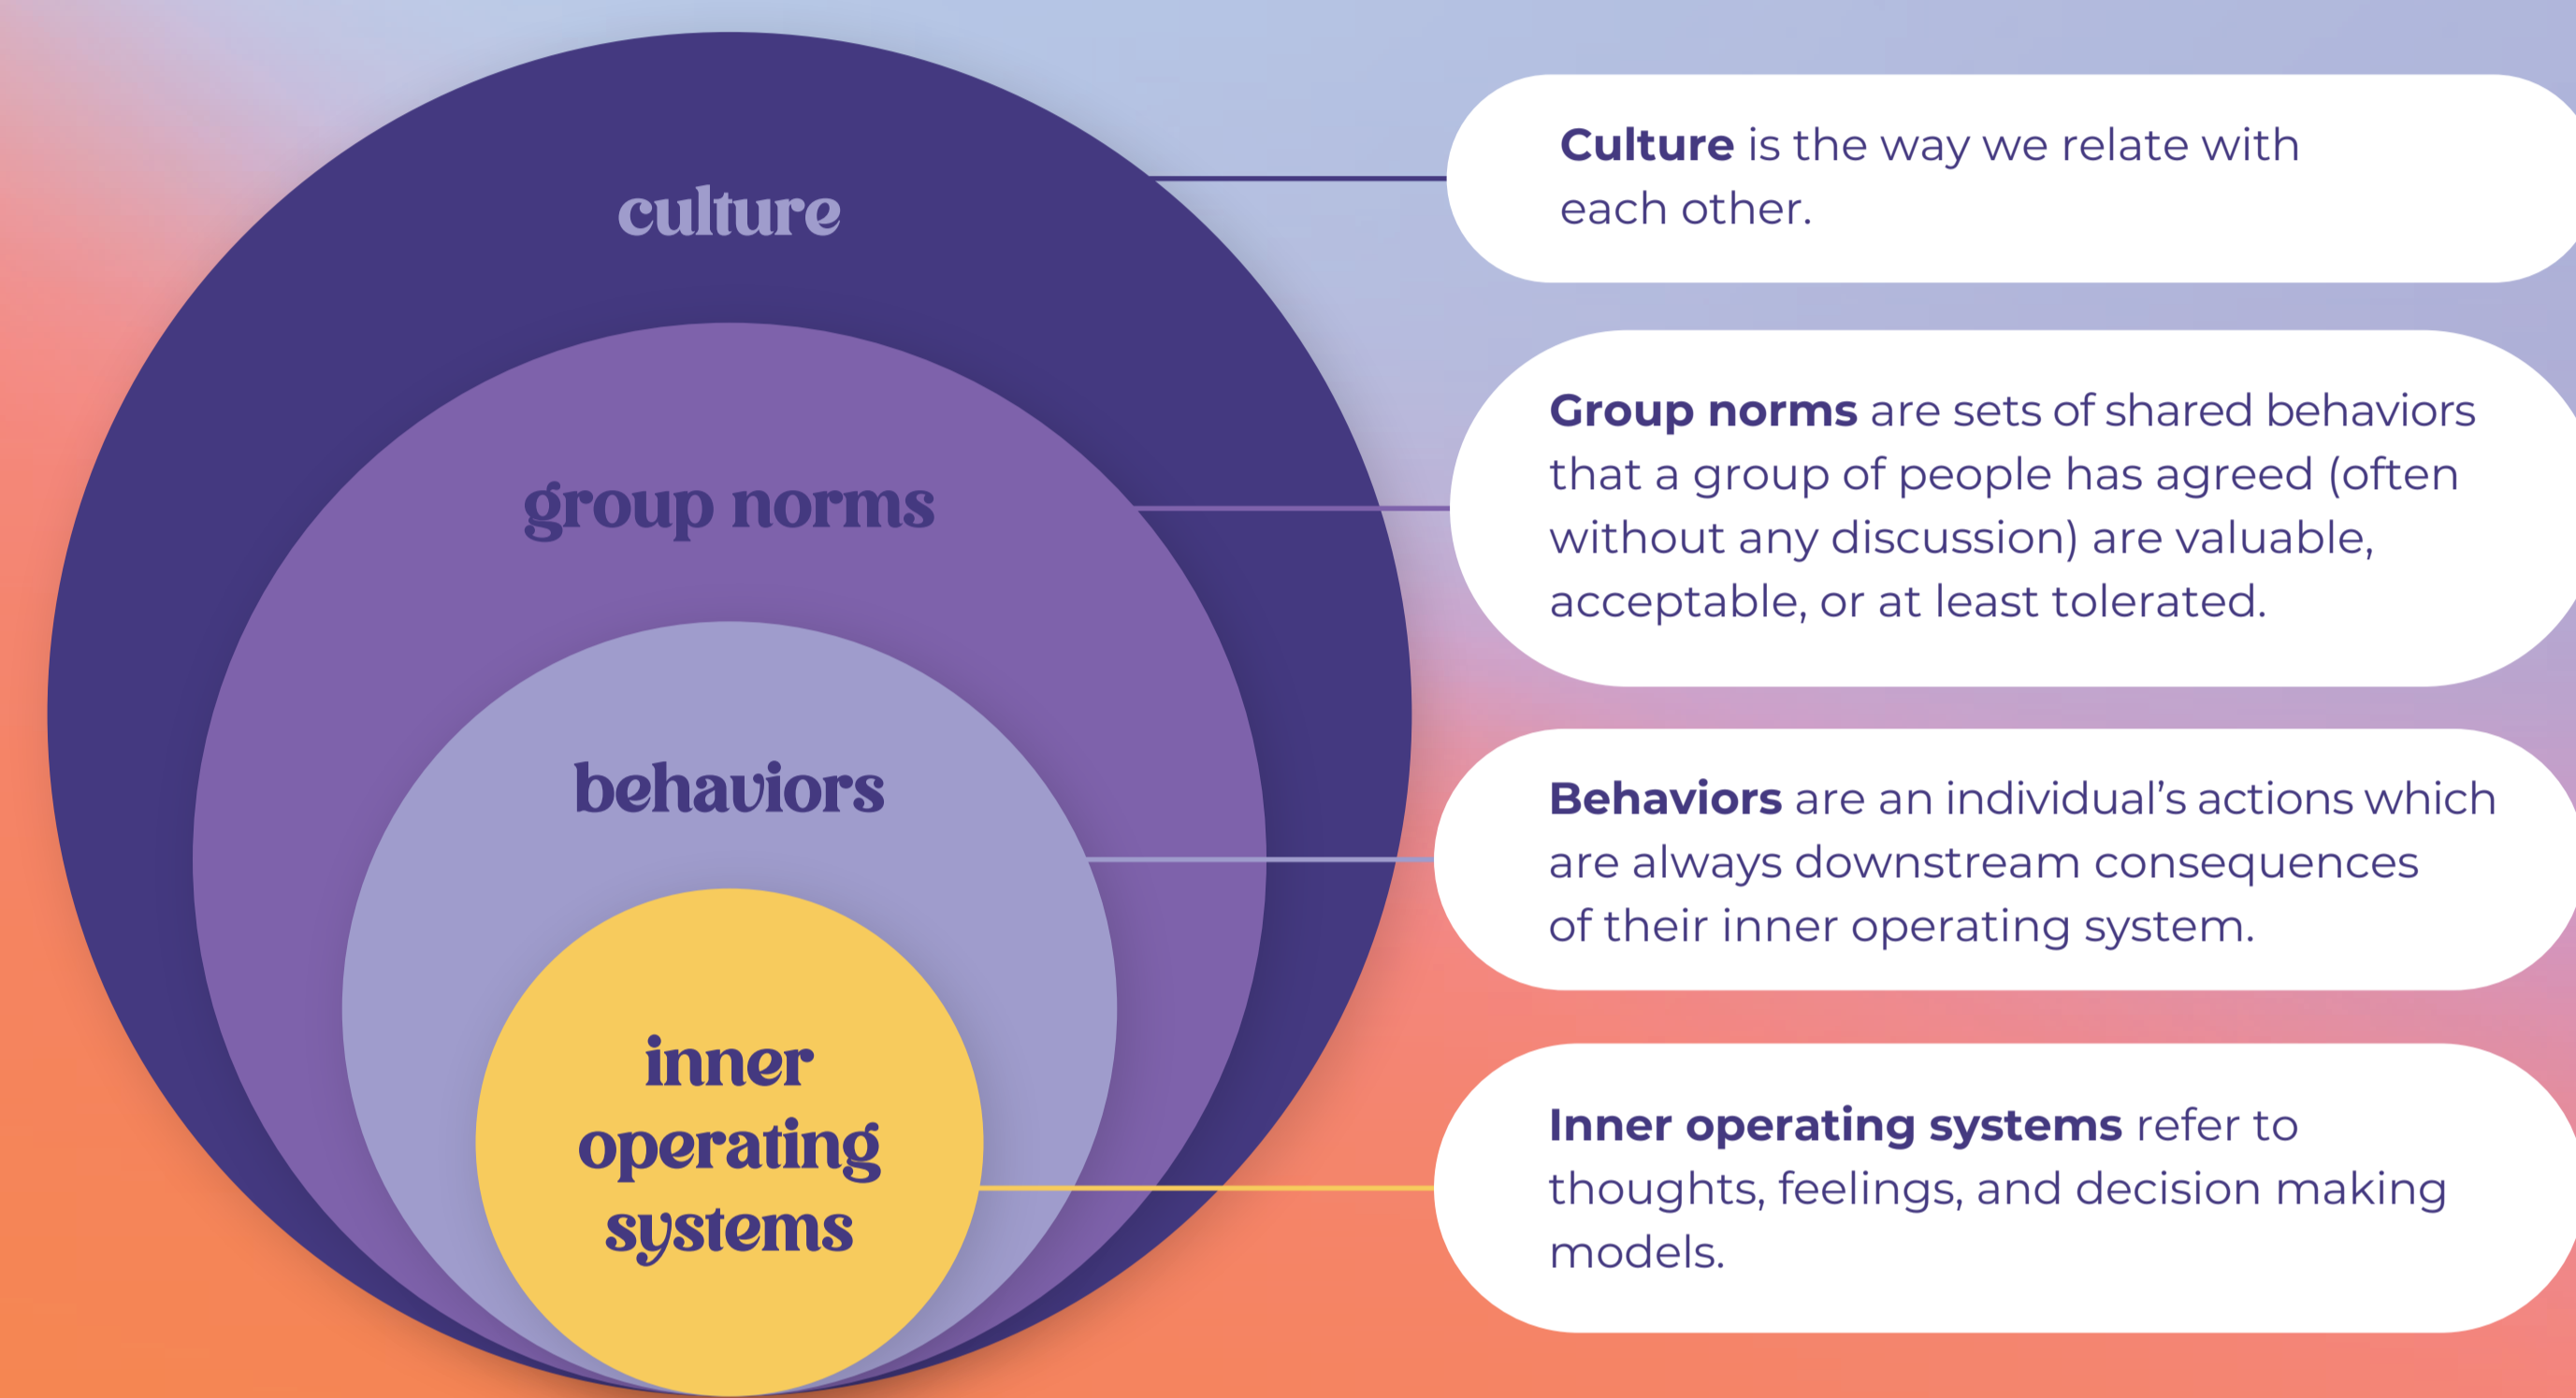 culture
Culture is the way we relate with
each other.
group norms
Group norms are sets of shared behaviors
that a group of people has agreed (often
without any discussion) are valuable,
acceptable, or at least tolerated.
behaviors
Behaviors are an individual’s actions which
are always downstream consequences
of their inner operating system.
inner
operating
systems
Inner operating systems refer to
thoughts, feelings, and decision making
models.